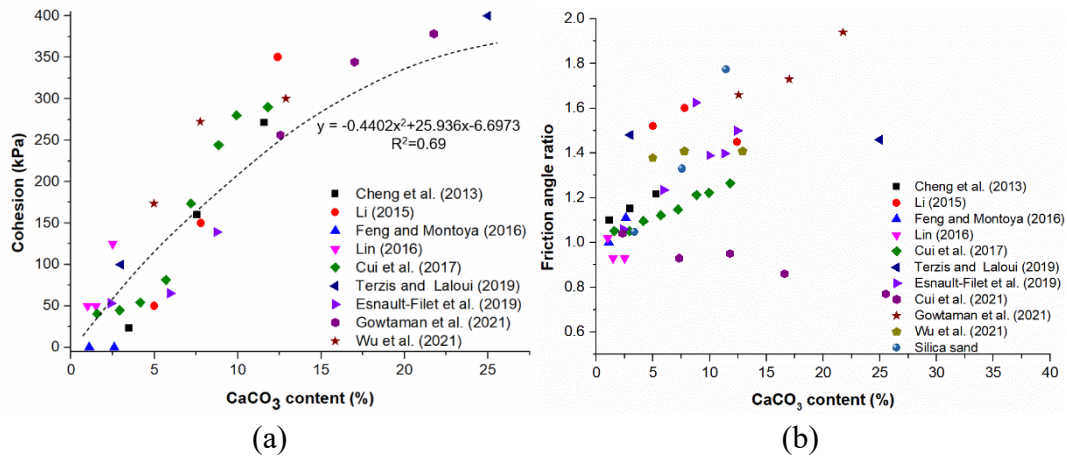 400
350
300
250
200
150
100
50
0
Cohesion (kPa)
y = -0.4402x²+25.936x-6.6973
R²=0.69
Cheng et al. (2013)
Li (2015)
Feng and Montoya (2016)
Lin (2016)
Cui et al. (2017)
Terzis and Laloui (2019)
Esnault-Filet et al. (2019)
Gowtaman et al. (2021)
Wu et al. (2021)
0 5 10 15 20 25
CaCO₃ content (%)
(a)
2.0
1.8
1.6
1.4
1.2
1.0
0.8
0.6
Friction angle ratio
Cheng et al. (2013)
Li (2015)
Feng and Montoya (2016)
Lin (2016)
Cui et al. (2017)
Terzis and Laloui (2019)
Esnault-Filet et al. (2019)
Cui et al. (2021)
Gowtaman et al. (2021)
Wu et al. (2021)
Silica sand
0 5 10 15 20 25 30 35 40
CaCO₃ content (%)
(b)